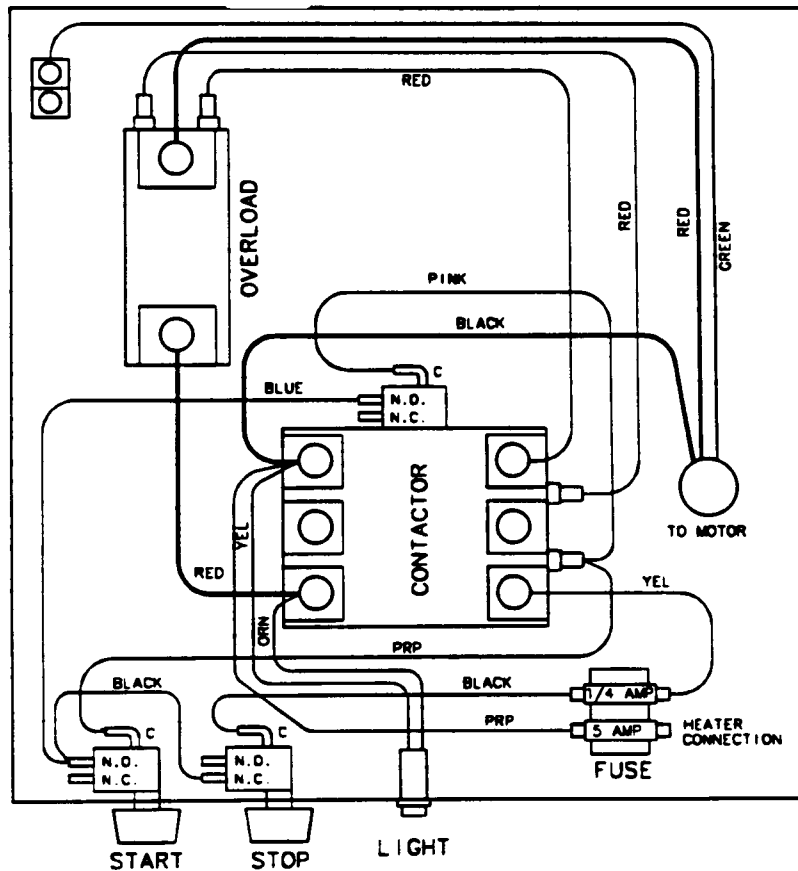 RED
OVERLOAD
RED
RED
GREEN
PINK
BLACK
C
BLUE
N.O.
N.C.
CONTACTOR
TO MOTOR
YEL
RED
YEL
ORN
PRP
BLACK
BLACK
1/4 AMP
PRP
5 AMP
HEATER
CONNECTION
C
C
N.O.
N.C.
N.O.
N.C.
FUSE
LIGHT
START
STOP